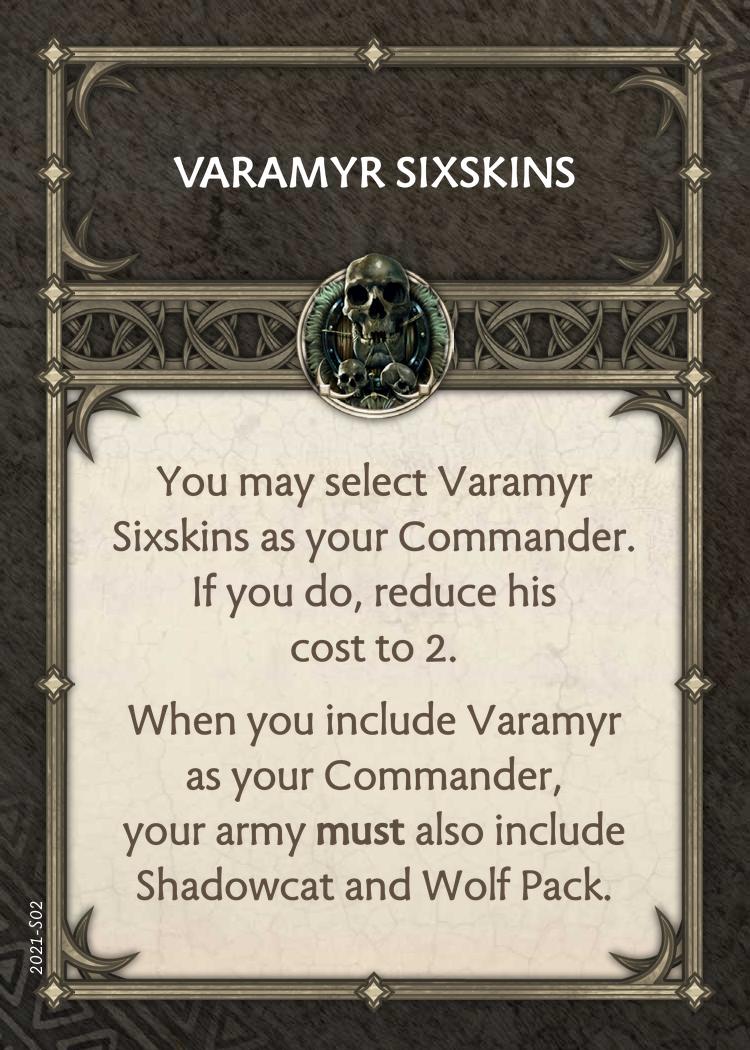 VARAMYR SIXSKINS
You may select Varamyr
Sixskins as your Commander.
If you do, reduce his
cost to 2.
When you include Varamyr
as your Commander,
your army must also include
Shadowcat and Wolf Pack.
2021-S02